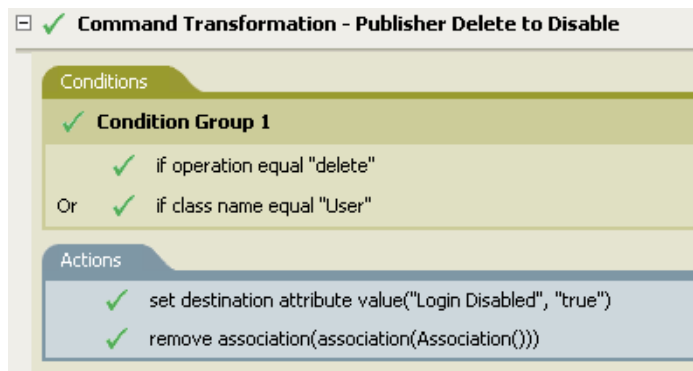 Command Transformation - Publisher Delete to Disable
Conditions
Condition Group 1
if operation equal "delete"
Or if class name equal "User"
Actions
set destination attribute value("Login Disabled", "true")
remove association(association(Association()))